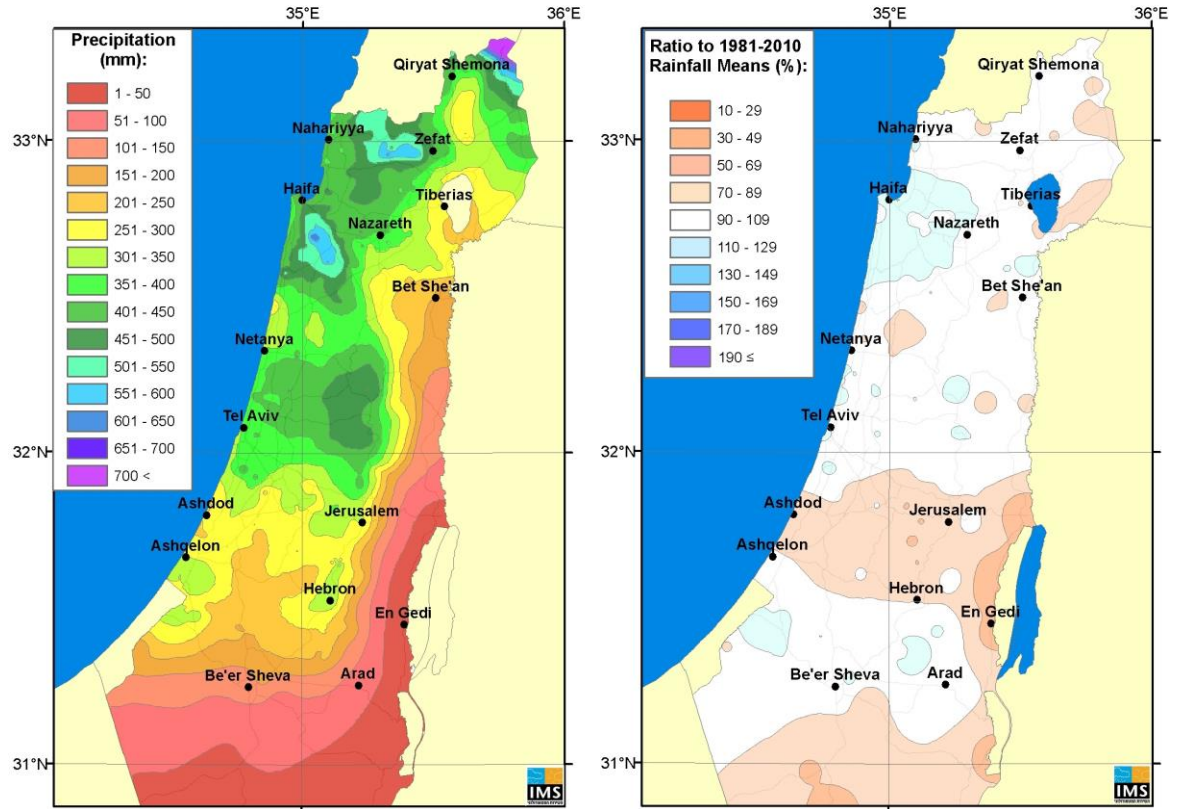 35°E
36°E
Precipitation
(mm):
1 - 50
51 - 100
101 - 150
151 - 200
201 - 250
251 - 300
301 - 350
351 - 400
401 - 450
451 - 500
501 - 550
551 - 600
601 - 650
651 - 700
700 <
33°N
32°N
31°N
Qiryat Shemona
Nahariyya
Zefat
Haifa
Tiberias
Nazareth
Bet She'an
Netanya
Tel Aviv
Ashdod
Jerusalem
Ashqelon
Hebron
En Gedi
Be'er Sheva
Arad
IMS
35°E
36°E
Ratio to 1981-2010
Rainfall Means (%):
10 - 29
30 - 49
50 - 69
70 - 89
90 - 109
110 - 129
130 - 149
150 - 169
170 - 189
190 ≤
33°N
32°N
31°N
Qiryat Shemona
Nahariyya
Zefat
Haifa
Tiberias
Nazareth
Bet She'an
Netanya
Tel Aviv
Ashdod
Jerusalem
Ashqelon
Hebron
En Gedi
Be'er Sheva
Arad
IMS